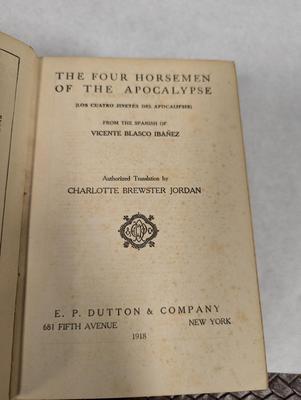 THE FOUR HORSEMEN
OF THE APOCALYPSE
(LOS CUATRO JINETES DEL APOCALIPSIS)
FROM THE SPANISH OF
VICENTE BLASCO IBAÑEZ
Authorized Translation by
CHARLOTTE BREWSTER JORDAN
E. P. DUTTON & COMPANY
681 FIFTH AVENUE NEW YORK
1918